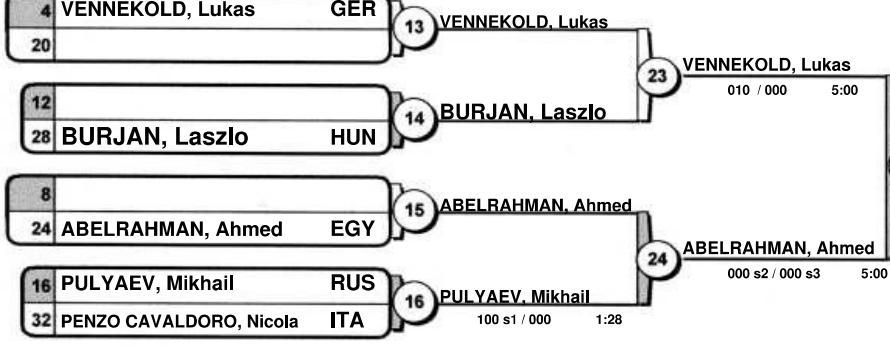 4 VENNEKOLD, Lukas GER
20
13
VENNEKOLD, Lukas
12
28 BURJAN, Laszlo HUN
14
BURJAN, Laszlo
23
VENNEKOLD, Lukas
010 / 000 5:00
8
24 ABELRAHMAN, Ahmed EGY
15
ABELRAHMAN, Ahmed
16 PULYAEV, Mikhail RUS
32 PENZO CAVALDORO, Nicola ITA
16
PULYAEV, Mikhail
100 s1 / 000 1:28
24
ABELRAHMAN, Ahmed
000 s2 / 000 s3 5:00